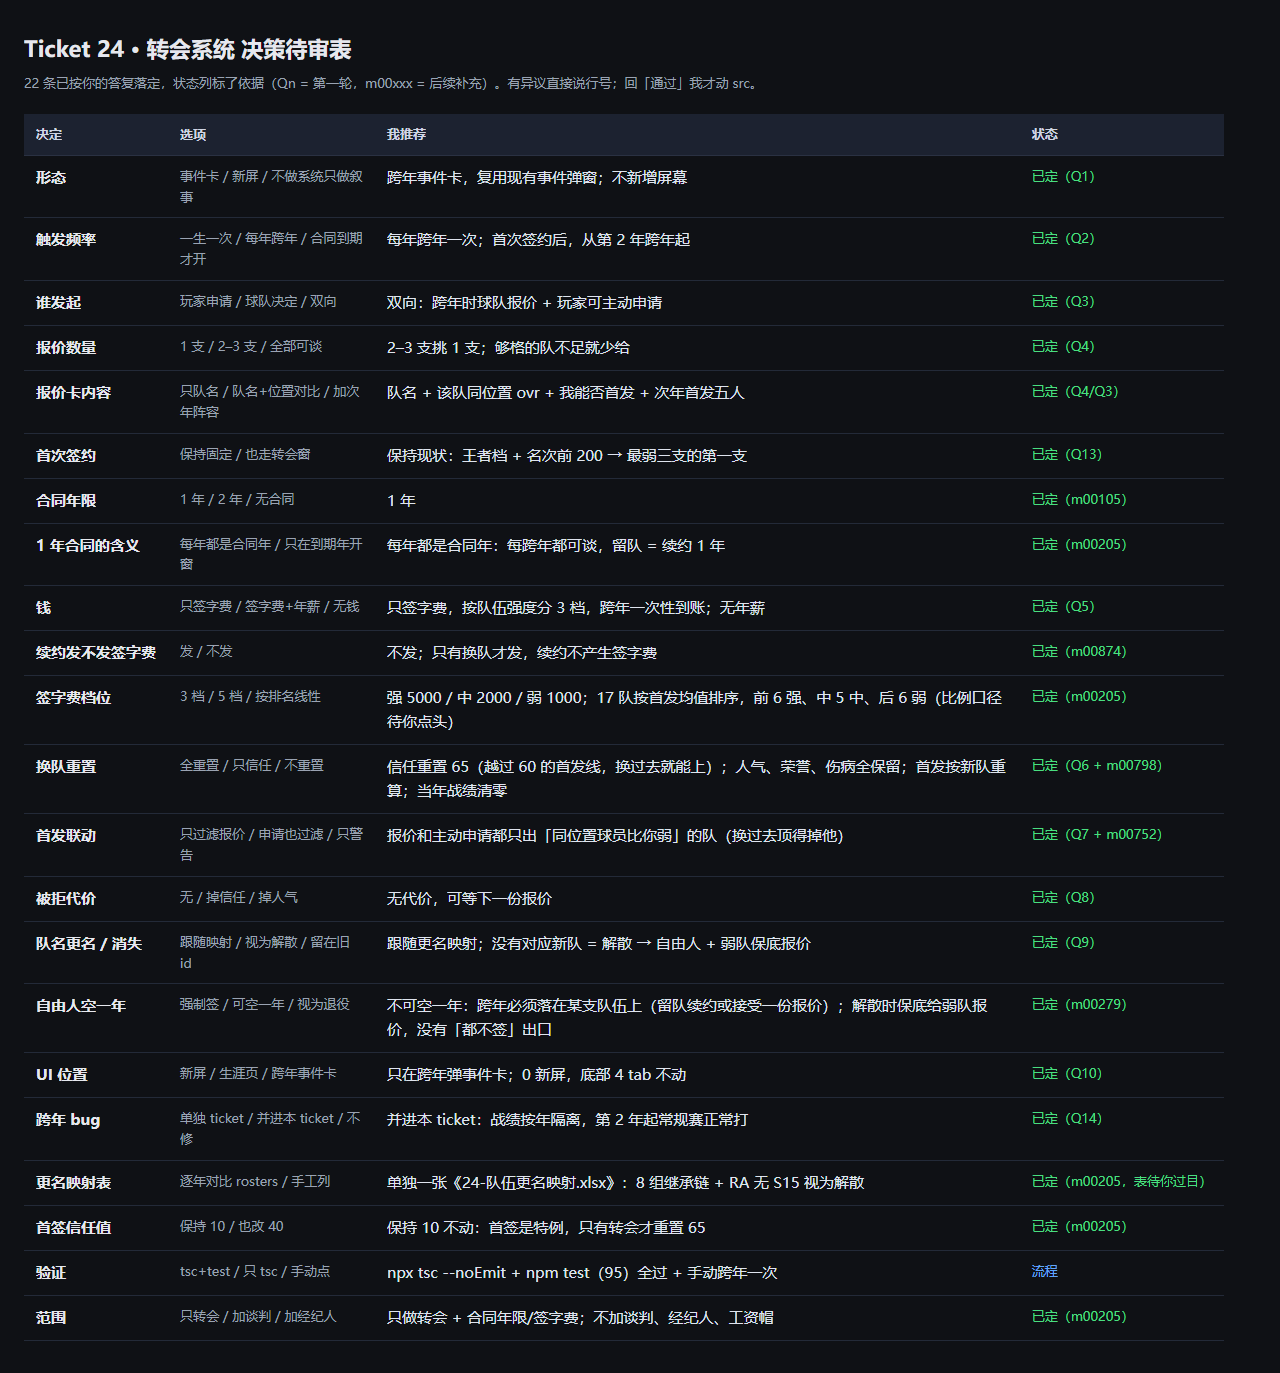 Ticket 24 • 转会系统 决策待审表
22 条已按你的答复落定，状态列标了依据（Qn = 第一轮，m00xxx = 后续补充）。有异议直接说行号；回「通过」我才动 src。
决定 选项 我推荐 状态
形态 事件卡 / 新屏 / 不做系统只做叙事 跨年事件卡，复用现有事件弹窗；不新增屏幕 已定（Q1）
触发频率 一生一次 / 每年跨年 / 合同到期才开 每年跨年一次；首次签约后，从第 2 年跨年起 已定（Q2）
谁发起 玩家申请 / 球队决定 / 双向 双向：跨年时球队报价 + 玩家可主动申请 已定（Q3）
报价数量 1 支 / 2–3 支 / 全部可谈 2–3 支挑 1 支；够格的队不足就少给 已定（Q4）
报价卡内容 只队名 / 队名+位置对比 / 加次年阵容 队名 + 该队同位置 ovr + 我能否首发 + 次年首发五人 已定（Q4/Q3）
首次签约 保持固定 / 也走转会窗 保持现状：王者档 + 名次前 200 → 最弱三支的第一支 已定（Q13）
合同年限 1 年 / 2 年 / 无合同 1 年 已定（m00105）
1 年合同的含义 每年都是合同年 / 只在到期年开窗 每年都是合同年：每跨年都可谈，留队 = 续约 1 年 已定（m00205）
钱 只签字费 / 签字费+年薪 / 无钱 只签字费，按队伍强度分 3 档，跨年一次性到账；无年薪 已定（Q5）
续约发不发签字费 发 / 不发 不发；只有换队才发，续约不产生签字费 已定（m00874）
签字费档位 3 档 / 5 档 / 按排名线性 强 5000 / 中 2000 / 弱 1000；17 队按首发均值排序，前 6 强、中 5 中、后 6 弱（比例口径待你点头） 已定（m00205）
换队重置 全重置 / 只信任 / 不重置 信任重置 65（越过 60 的首发线，换过去就能上）；人气、荣誉、伤病全保留；首发按新队重算；当年战绩清零 已定（Q6 + m00798）
首发联动 只过滤报价 / 申请也过滤 / 只警告 报价和主动申请都只出「同位置球员比你弱」的队（换过去顶得掉他） 已定（Q7 + m00752）
被拒代价 无 / 掉信任 / 掉人气 无代价，可等下一份报价 已定（Q8）
队名更名 / 消失 跟随映射 / 视为解散 / 留在旧 id 跟随更名映射；没有对应新队 = 解散 → 自由人 + 弱队保底报价 已定（Q9）
自由人空一年 强制签 / 可空一年 / 视为退役 不可空一年：跨年必须落在某支队伍上（留队续约或接受一份报价）；解散时保底给弱队报价，没有「都不签」出口 已定（m00279）
UI 位置 新屏 / 生涯页 / 跨年事件卡 只在跨年弹事件卡；0 新屏，底部 4 tab 不动 已定（Q10）
跨年 bug 单独 ticket / 并进本 ticket / 不修 并进本 ticket：战绩按年隔离，第 2 年起常规赛正常打 已定（Q14）
更名映射表 逐年对比 rosters / 手工列 单独一张《24-队伍更名映射.xlsx》：8 组继承链 + RA 无 S15 视为解散 已定（m00205，表待你过目）
首签信任值 保持 10 / 也改 40 保持 10 不动：首签是特例，只有转会才重置 65 已定（m00205）
验证 tsc+test / 只 tsc / 手动点 npx tsc --noEmit + npm test（95）全过 + 手动跨年一次 流程
范围 只转会 / 加谈判 / 加经纪人 只做转会 + 合同年限/签字费；不加谈判、经纪人、工资帽 已定（m00205）